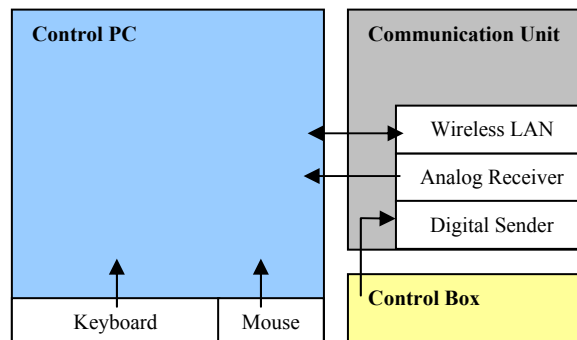 Control PC
Communication Unit
Wireless LAN
Analog Receiver
Digital Sender
Control Box
Keyboard
Mouse